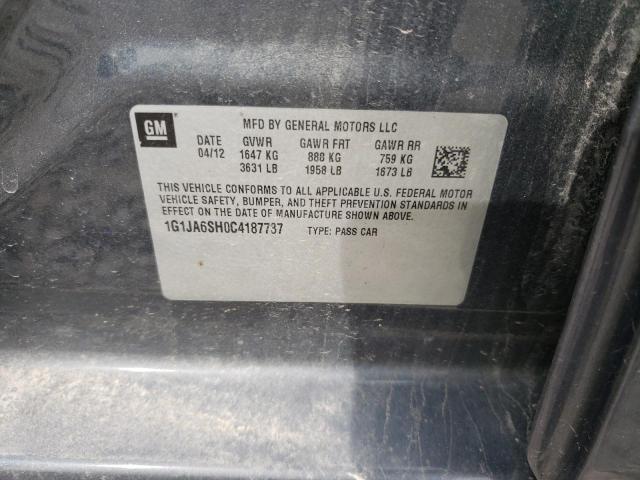 GM
MFD BY GENERAL MOTORS LLC
DATE GVWR GAWR FRT GAWR RR
04/12 1647 KG 888 KG 759 KG
3631 LB 1958 LB 1673 LB
THIS VEHICLE CONFORMS TO ALL APPLICABLE U.S. FEDERAL MOTOR
VEHICLE SAFETY, BUMPER, AND THEFT PREVENTION STANDARDS IN
EFFECT ON THE DATE OF MANUFACTURE SHOWN ABOVE.
1G1JA6SH0C4187737 TYPE: PASS CAR